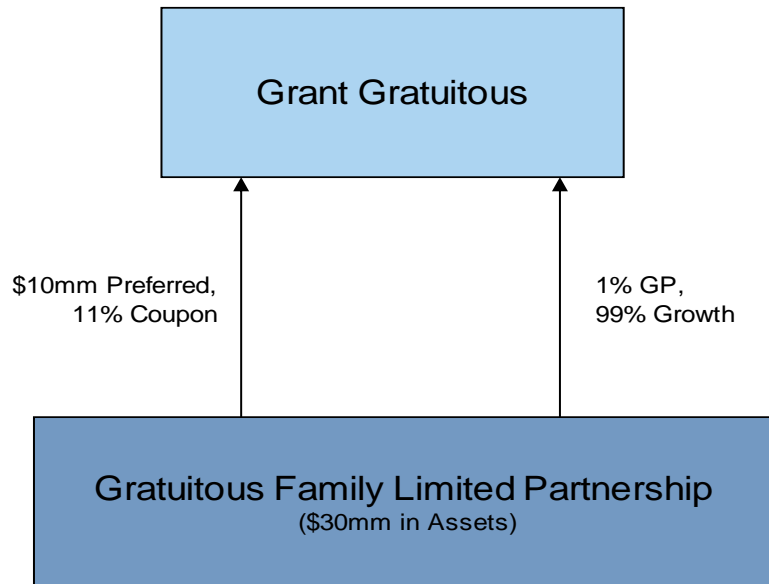 Grant Gratuitous
$10mm Preferred,
11% Coupon
1% GP,
99% Growth
Gratuitous Family Limited Partnership
($30mm in Assets)